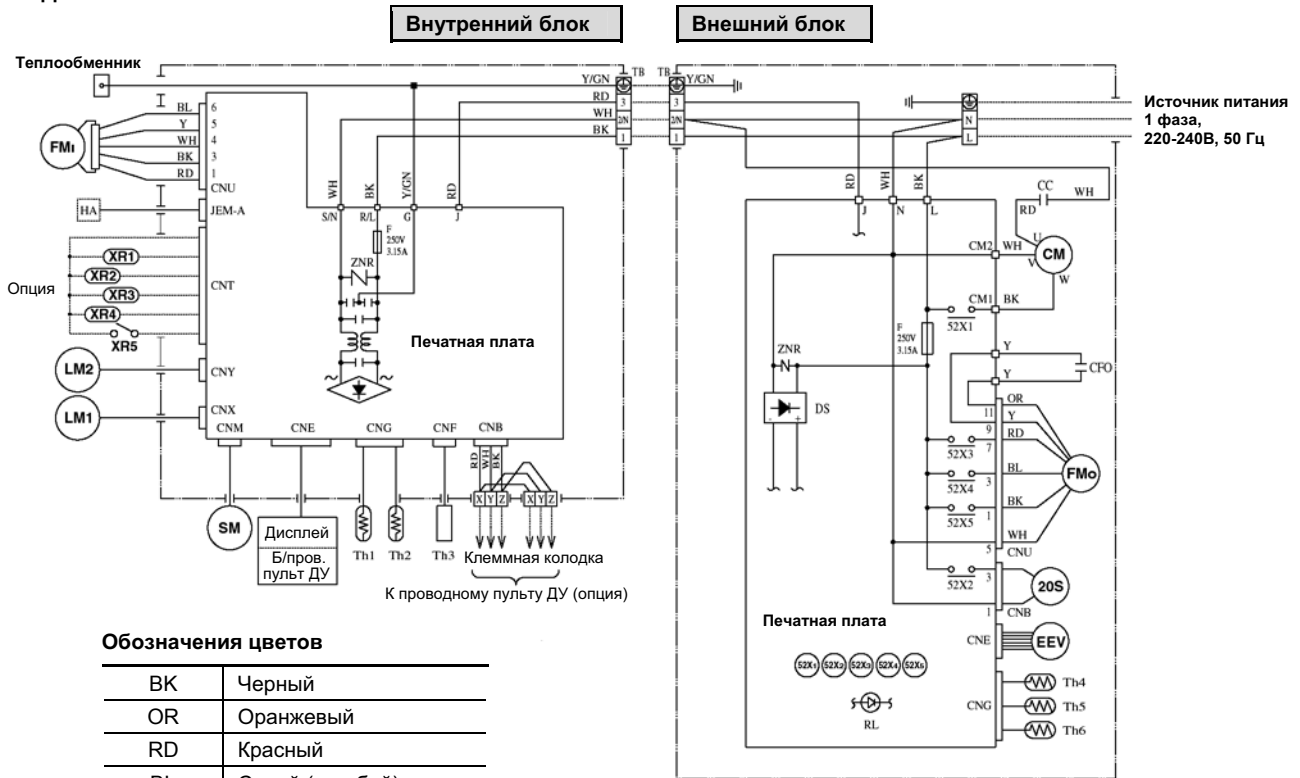 Внутренний блок
Внешний блок
Теплообменник
Y/GN
TB
TB
Y/GN
RD
3
3
WH
2/N
2/N
N
BK
1
1
L
Источник питания
1 фаза,
220-240В, 50 Гц
BL
6
Y
5
WH
4
BK
3
RD
1
FMI
CNU
HA
JEM-A
WH
BK
Y/GN
RD
S/N
R/L
G
J
F
250V
3.15A
ZNR
Опция
XR1
XR2
XR3
XR4
XR5
CNT
Печатная плата
LM2
CNY
LM1
CNX
CNM
CNE
CNG
CNF
CNB
RD
WH
BK
X
Y
Z
X
Y
Z
SM
Дисплей
Б/пров.
пульт ДУ
Th1
Th2
Th3
Клеммная колодка
К проводному пульту ДУ (опция)
RD
WH
BK
J
N
L
CC
WH
RD
U
CM2
WH
V
CM
W
CM1
BK
52X1
F
250V
3.15A
ZNR
DS
-
+
Y
Y
CFO
OR
11
Y
9
RD
7
52X3
BL
3
52X4
BK
1
52X5
WH
5
CNU
FMo
52X2
3
20S
1
CNB
Печатная плата
CNE
EEV
52X1
52X2
52X3
52X4
52X5
RL
CNG
Th4
Th5
Th6
Обозначения цветов
BK
Черный
OR
Оранжевый
RD
Красный